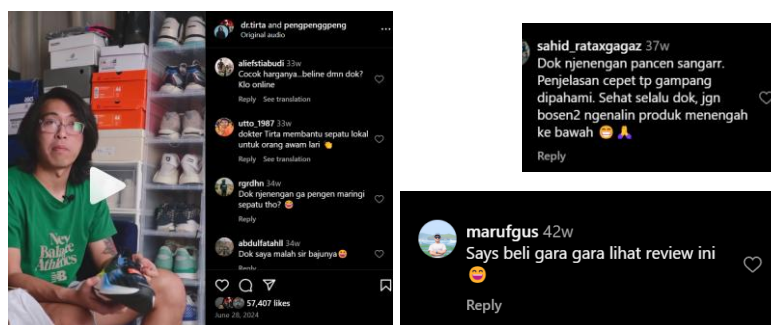 dr.tirta and pengpenggpeng
Original audio
aliefstiabudi 33w
Cocok harganya...beline dmn dok?
Klo online
Reply See translation
utto_1987 33w
dokter Tirta membantu sepatu lokal
untuk orang awam lari 👏
Reply See translation
rgrdhn 34w
Dok njenengan ga pengen maringi
sepatu tho? 🥵
Reply
abdulfatahll 34w
Dok saya malah sir bajunya 😍
Reply
57,407 likes
June 28, 2024
New
Balance
Athletics
sahid_rataxgagaz 37w
Dok njenengan pancen sangarr.
Penjelasan cepet tp gampang
dipahami. Sehat selalu dok, jgn
bosen2 ngenalin produk menengah
ke bawah 😁🙏
Reply
marufgus 42w
Says beli gara gara lihat review ini
😄
Reply